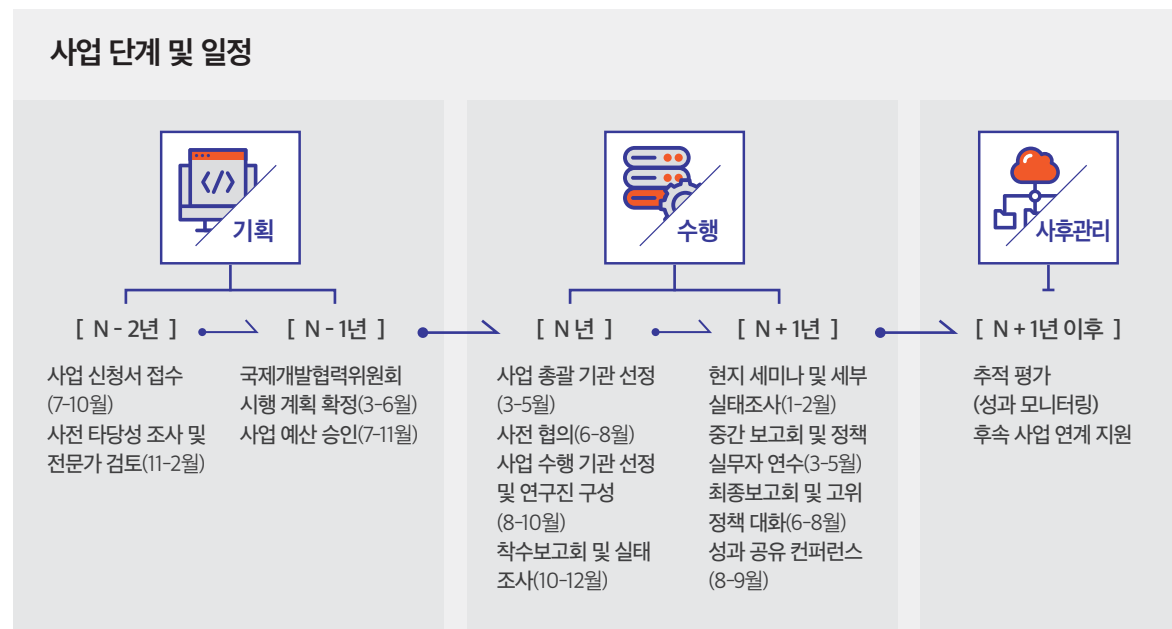 사업 단계 및 일정
기획
[ N - 2년 ]
사업 신청서 접수
(7-10월)
사전 타당성 조사 및
전문가 검토(11-2월)
[ N - 1년 ]
국제개발협력위원회
시행 계획 확정(3-6월)
사업 예산 승인(7-11월)
수행
[ N 년 ]
사업 총괄 기관 선정
(3-5월)
사전 협의(6-8월)
사업 수행 기관 선정
및 연구진 구성
(8-10월)
착수보고회 및 실태
조사(10-12월)
[ N + 1년 ]
현지 세미나 및 세부
실태조사(1-2월)
중간 보고회 및 정책
실무자 연수(3-5월)
최종보고회 및 고위
정책 대화(6-8월)
성과 공유 컨퍼런스
(8-9월)
사후관리
[ N + 1년 이후 ]
추적 평가
(성과 모니터링)
후속 사업 연계 지원